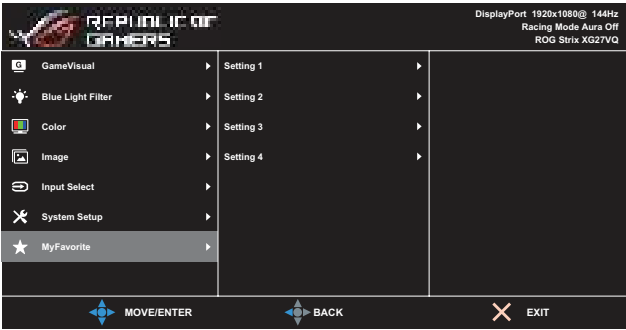 REPUBLIC OF
GAMERS
DisplayPort 1920x1080@ 144Hz
Racing Mode Aura Off
ROG Strix XG27VQ
G
GameVisual
Blue Light Filter
Color
Image
Input Select
System Setup
MyFavorite
Setting 1
Setting 2
Setting 3
Setting 4
MOVE/ENTER
BACK
EXIT